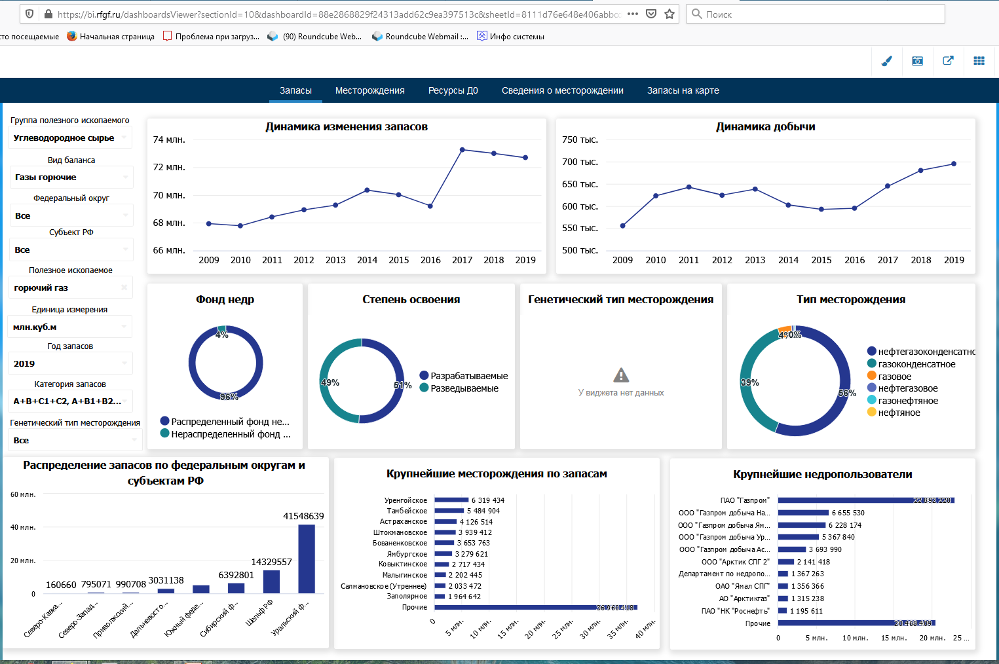 https://bi.rfgf.ru/dashboardsViewer?sectionId=10&dashboardId=88e2868829f24313add62c9ea397513c&sheetId=8111d76e648e406abbcc
Поиск
сто посещаемые
Начальная страница
Проблема при загруз...
(90) Roundcube Web...
Roundcube Webmail :...
Инфо системы
Запасы
Месторождения
Ресурсы Д0
Сведения о месторождении
Запасы на карте
Группа полезного ископаемого
Углеводородное сырье
Вид баланса
Газы горючие
Федеральный округ
Все
Субъект РФ
Все
Полезное ископаемое
горючий газ
Единица измерения
млн.куб.м
Год запасов
2019
Категория запасов
A+B+C1+C2, A+B1+B2...
Генетический тип месторождения
Все
Динамика изменения запасов
74 млн.
72 млн.
70 млн.
68 млн.
66 млн.
2009 2010 2011 2012 2013 2014 2015 2016 2017 2018 2019
Динамика добычи
750 тыс.
700 тыс.
650 тыс.
600 тыс.
550 тыс.
500 тыс.
2009 2010 2011 2012 2013 2014 2015 2016 2017 2018 2019
Фонд недр
4%
96%
Распределенный фонд не...
Нераспределенный фонд ...
Степень освоения
49%
51%
Разрабатываемые
Разведываемые
Генетический тип месторождения
У виджета нет данных
Тип месторождения
4%
0%
39%
56%
нефтегазоконденсатно
газоконденсатное
газовое
нефтегазовое
газонефтяное
нефтяное
Распределение запасов по федеральным округам и
субъектам РФ
60 млн.
40 млн.
20 млн.
0
160660
795071
990708
3031138
6392801
14329557
41548639
Северо-Кавка...
Северо-Запад...
Приволжский...
Дальневосто...
Южный феде...
Сибирский ф...
Шельф РФ
Уральский ф...
Крупнейшие месторождения по запасам
Уренгойское 6 319 434
Тамбейское 5 484 904
Астраханское 4 126 514
Штокмановское 3 939 412
Бованенковское 3 653 763
Ямбургское 3 279 621
Ковыктинское 2 717 434
Малыгинское 2 202 445
Салмановское (Утреннее) 2 033 472
Заполярное 1 964 642
Прочие 36 960 418
0 5 млн. 10 млн. 15 млн. 20 млн. 25 млн. 30 млн. 35 млн. 40 млн.
Крупнейшие недропользователи
ПАО "Газпром" 22 892 220
ООО "Газпром добыча На... 6 655 530
ООО "Газпром добыча Ям... 6 228 174
ООО "Газпром добыча Ур... 5 367 840
ООО "Газпром добыча Ас... 3 693 990
ООО "Арктик СПГ 2" 2 141 418
Департамент по недропо... 1 367 263
ОАО "Ямал СПГ" 1 356 366
АО "Арктикгаз" 1 315 238
ПАО "НК "Роснефть" 1 195 611
Прочие 20 468 409
0 5 млн. 10 млн. 15 млн. 20 млн. 25 ...